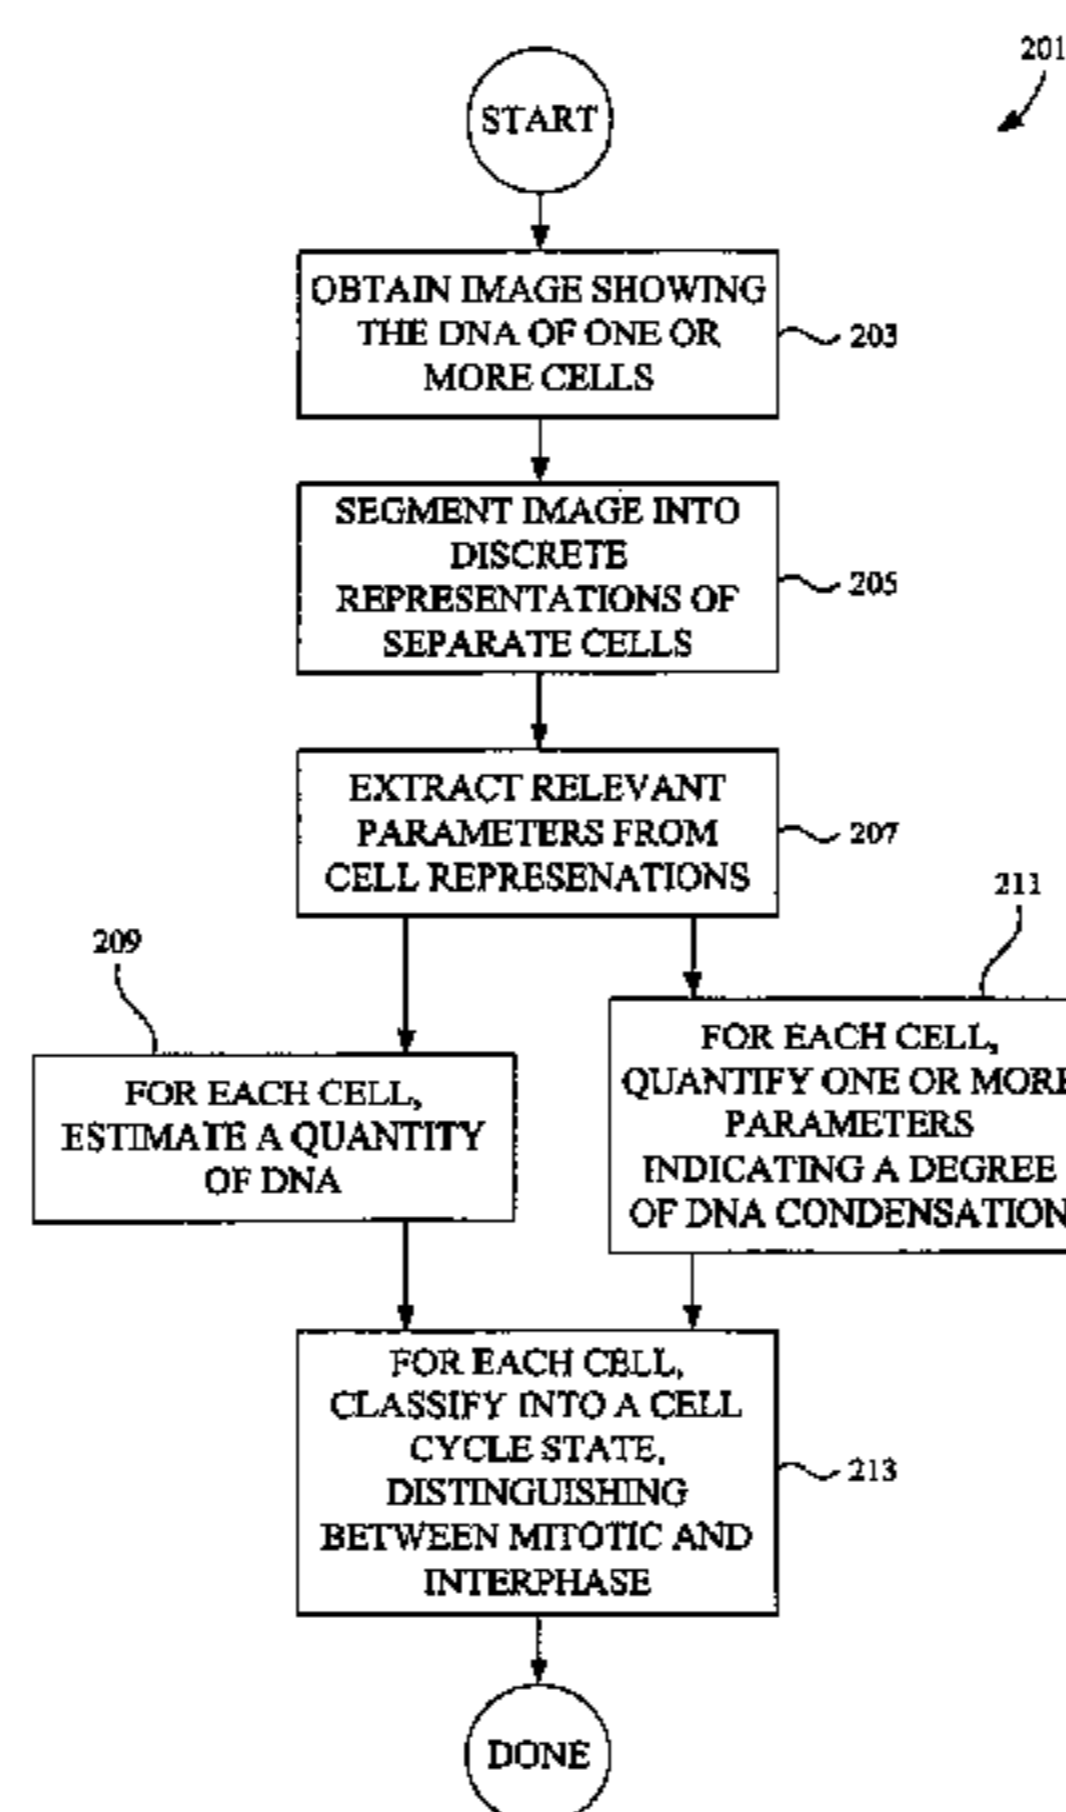 201
START
OBTAIN IMAGE SHOWING
THE DNA OF ONE OR
MORE CELLS
203
SEGMENT IMAGE INTO
DISCRETE
REPRESENTATIONS OF
SEPARATE CELLS
205
EXTRACT RELEVANT
PARAMETERS FROM
CELL REPRESENATIONS
207
209
FOR EACH CELL,
ESTIMATE A QUANTITY
OF DNA
211
FOR EACH CELL,
QUANTIFY ONE OR MORE
PARAMETERS
INDICATING A DEGREE
OF DNA CONDENSATION
FOR EACH CELL,
CLASSIFY INTO A CELL
CYCLE STATE,
DISTINGUISHING
BETWEEN MITOTIC AND
INTERPHASE
213
DONE